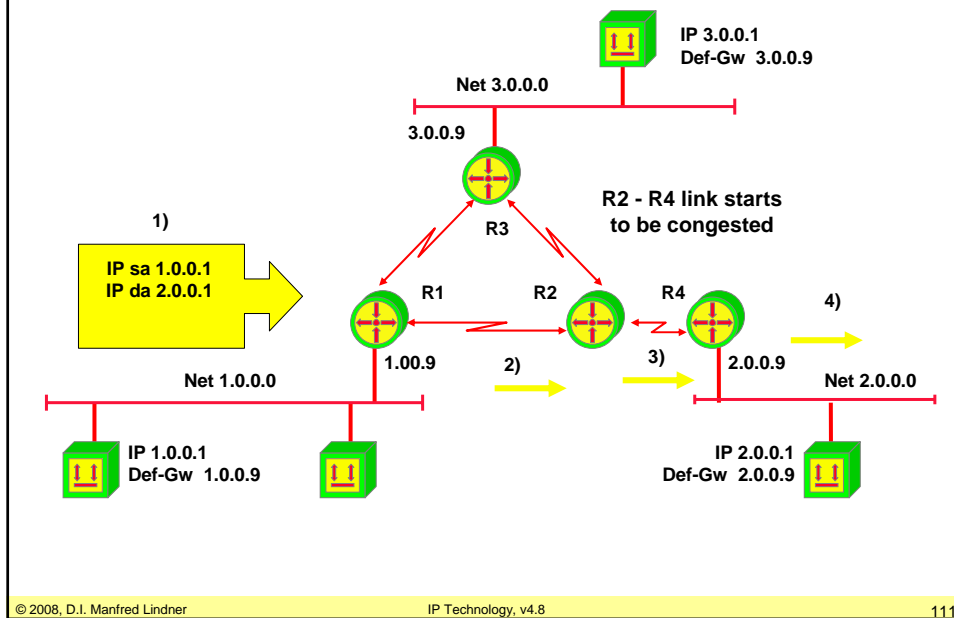 IP 3.0.0.1
Def-Gw 3.0.0.9
Net 3.0.0.0
3.0.0.9
R2 - R4 link starts
to be congested
R3
1)
IP sa 1.0.0.1
IP da 2.0.0.1
R1
R2
R4
4)
1.00.9
2)
3)
2.0.0.9
Net 1.0.0.0
Net 2.0.0.0
IP 1.0.0.1
Def-Gw 1.0.0.9
IP 2.0.0.1
Def-Gw 2.0.0.9
© 2008, D.I. Manfred Lindner
IP Technology, v4.8
111